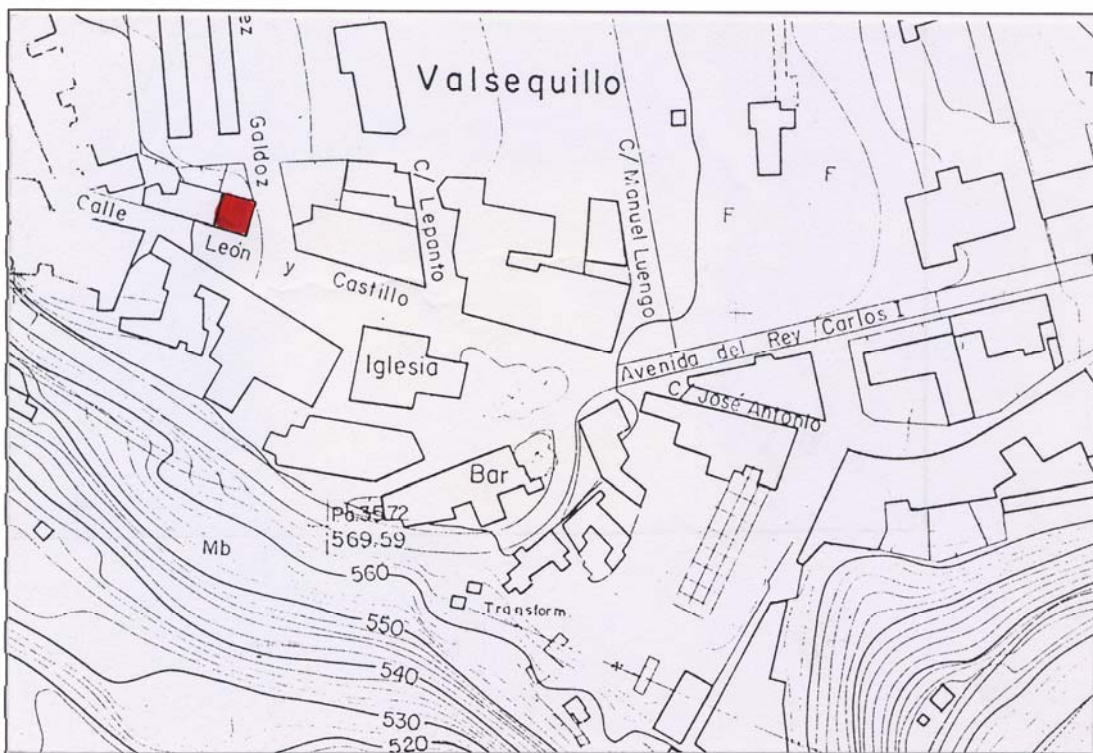 Valsequillo
ez
Galdoz
C/ Lepanto
C/ Manuel Luengo
F
F
T
Calle León y Castillo
Iglesia
Avenida del Rey Carlos I
C/ José Antonio
Bar
569.59
Mb
560
Transform.
550
540
530
520